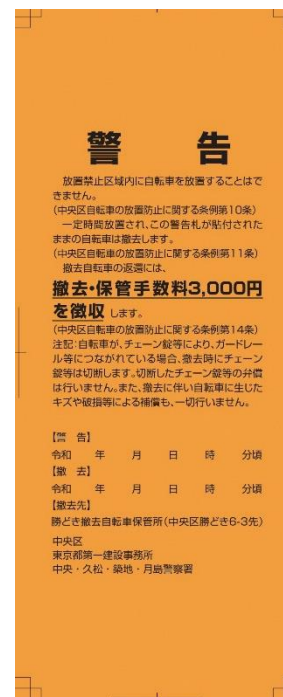 警 告
放置禁止区域内に自転車を放置することはで
きません。
(中央区自転車の放置防止に関する条例第10条)
一定時間放置され、この警告札が貼付された
ままの自転車は撤去します。
(中央区自転車の放置防止に関する条例第11条)
撤去自転車の返還には、
撤去・保管手数料3,000円
を徴収 します。
(中央区自転車の放置防止に関する条例第14条)
注記:自転車が、チェーン錠等により、ガードレー
ル等につながれている場合、撤去時にチェーン
錠等は切断します。切断したチェーン錠等の弁償
は行いません。また、撤去に伴い自転車に生じた
キズや破損等による補償も、一切行いません。
【警 告】
令和 年 月 日 時 分頃
【撤 去】
令和 年 月 日 時 分頃
【撤去先】
勝どき撤去自転車保管所(中央区勝どき6-3先)
中央区
東京都第一建設事務所
中央・久松・築地・月島警察署